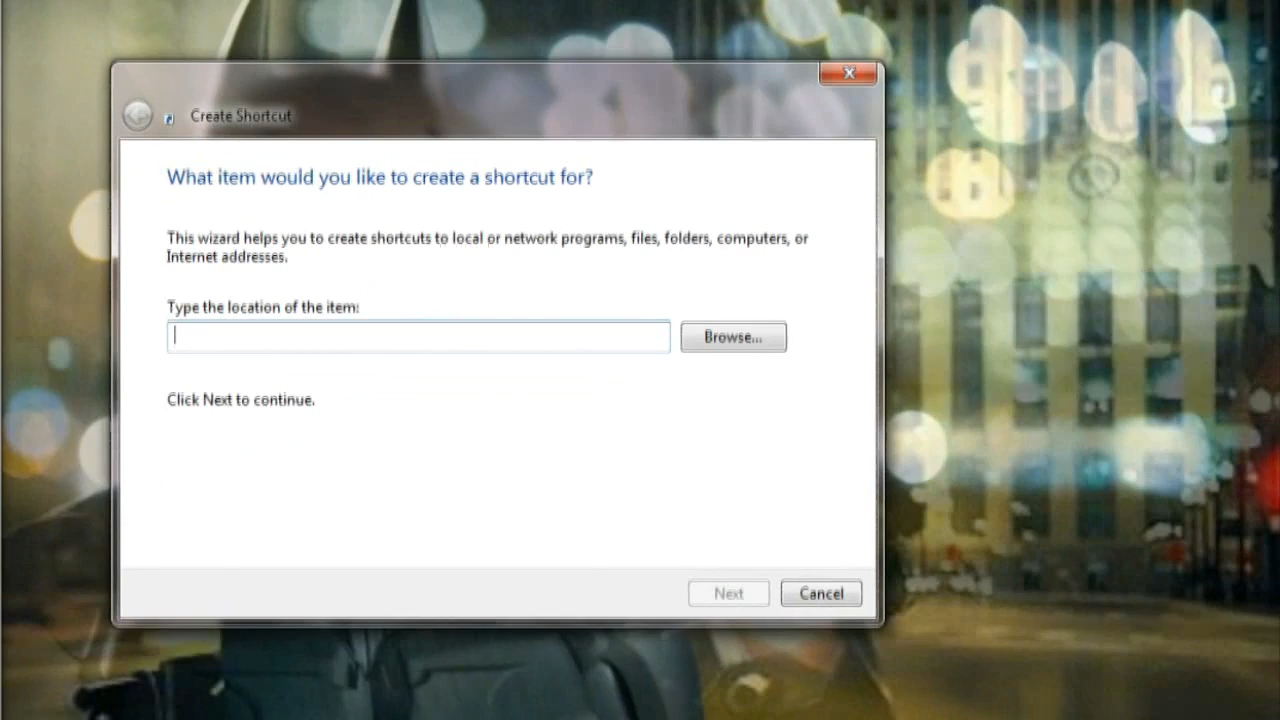 Create Shortcut
What item would you like to create a shortcut for?
This wizard helps you to create shortcuts to local or network programs, files, folders, computers, or
Internet addresses.
Type the location of the item:
Browse...
Click Next to continue.
Next
Cancel